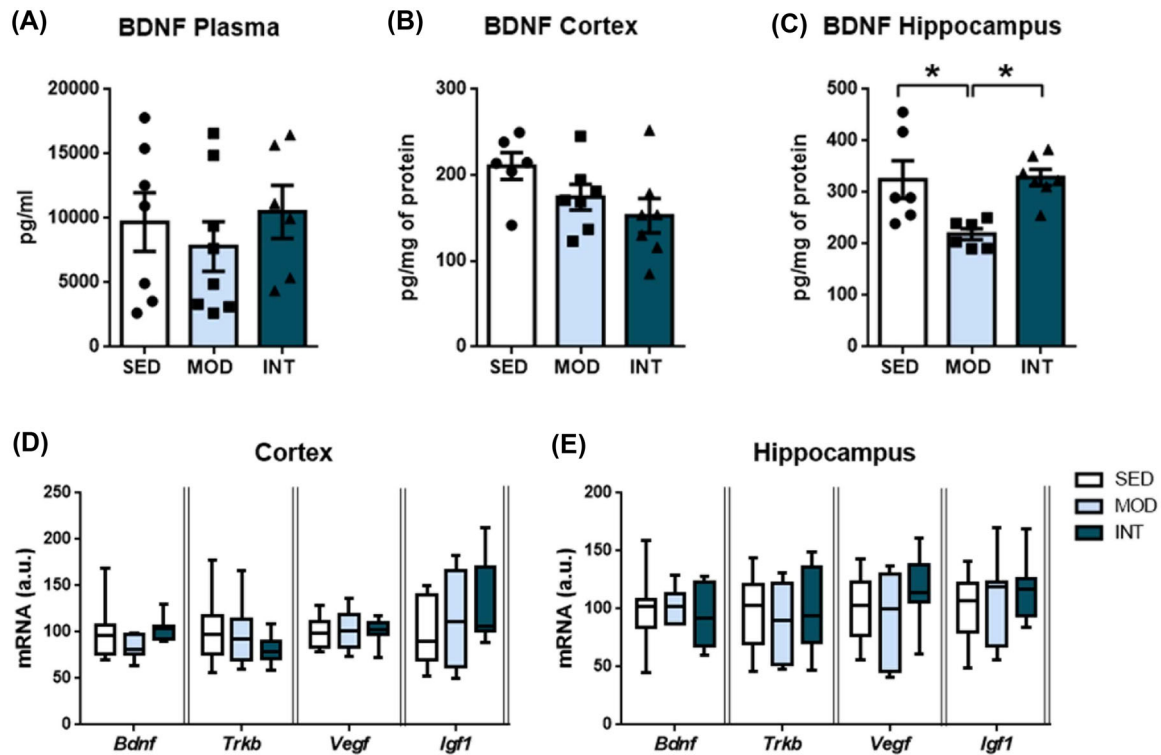 (A)
BDNF Plasma
20000
15000
10000
5000
0
pg/ml
SED MOD INT
(B)
BDNF Cortex
300
200
100
0
pg/mg of protein
SED MOD INT
(C)
BDNF Hippocampus
* *
500
400
300
200
100
0
pg/mg of protein
SED MOD INT
(D)
Cortex
250
200
150
100
50
0
mRNA (a.u.)
Bdnf Trkb Vegf Igf1
(E)
Hippocampus
200
150
100
50
0
mRNA (a.u.)
Bdnf Trkb Vegf Igf1
SED
MOD
INT